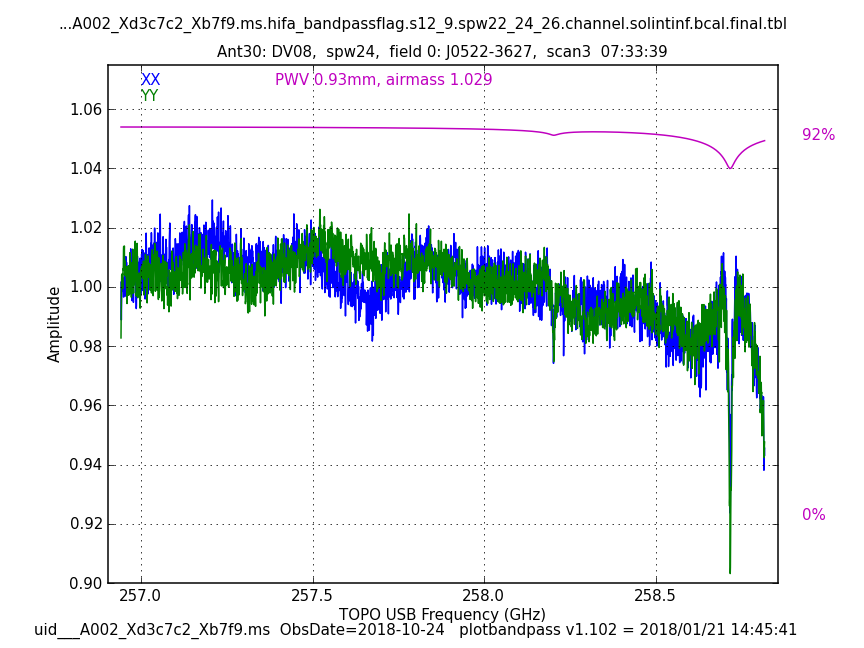 ...A002_Xd3c7c2_Xb7f9.ms.hifa_bandpassflag.s12_9.spw22_24_26.channel.solintinf.bcal.final.tbl
Ant30: DV08,  spw24,  field 0: J0522-3627,  scan3  07:33:39
XX
PWV 0.93mm, airmass 1.029
YY
1.06
92%
1.04
1.02
1.00
Amplitude
0.98
0.96
0.94
0.92
0%
0.90
257.0 257.5 258.0 258.5
TOPO USB Frequency (GHz)
uid___A002_Xd3c7c2_Xb7f9.ms  ObsDate=2018-10-24   plotbandpass v1.102 = 2018/01/21 14:45:41